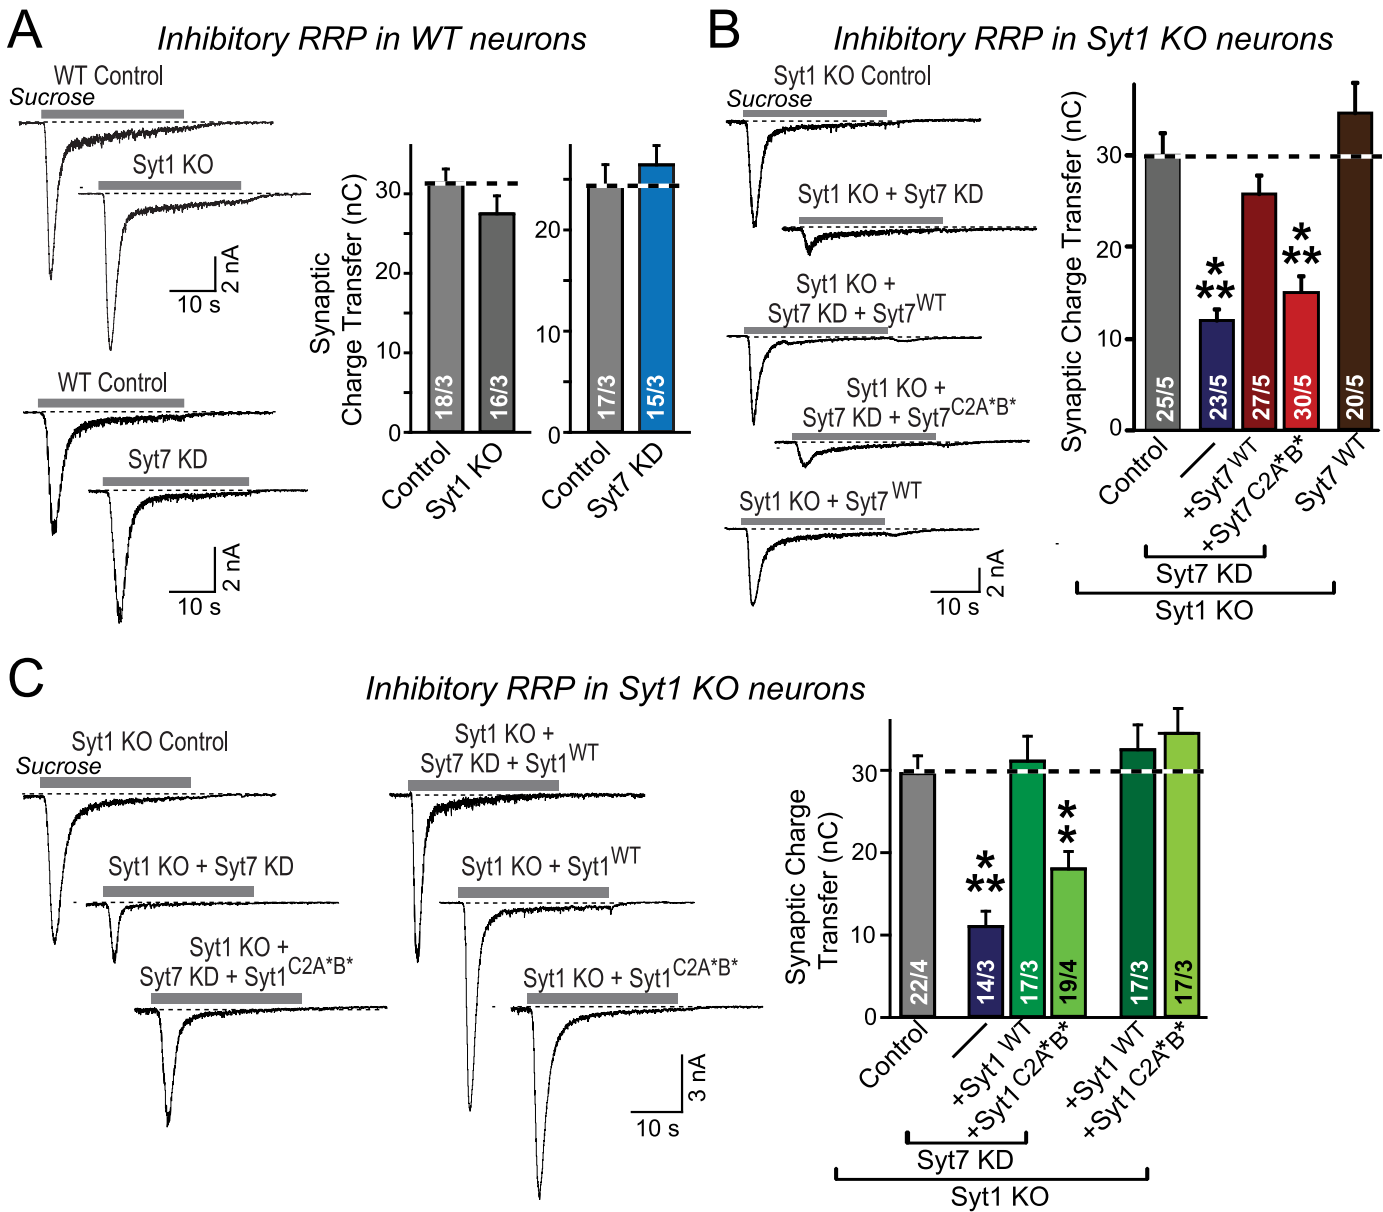 A
Inhibitory RRP in WT neurons
WT Control
Sucrose
Syt1 KO
2 nA
10 s
WT Control
Syt7 KD
2 nA
10 s
Synaptic
Charge Transfer (nC)
30
20
10
0
18/3
16/3
Control
Syt1 KO
20
10
0
17/3
15/3
Control
Syt7 KD
B
Inhibitory RRP in Syt1 KO neurons
Syt1 KO Control
Sucrose
Syt1 KO + Syt7 KD
Syt1 KO +
Syt7 KD + Syt7WT
Syt1 KO +
Syt7 KD + Syt7C2A*B*
Syt1 KO + Syt7WT
2 nA
10 s
Synaptic Charge Transfer (nC)
30
20
10
0
*
**
*
**
25/5
23/5
27/5
30/5
20/5
Control
+Syt7 WT
+Syt7 C2A*B*
Syt7 WT
Syt7 KD
Syt1 KO
C
Inhibitory RRP in Syt1 KO neurons
Syt1 KO Control
Sucrose
Syt1 KO + Syt7 KD
Syt1 KO +
Syt7 KD + Syt1C2A*B*
Syt1 KO +
Syt7 KD + Syt1WT
Syt1 KO + Syt1WT
Syt1 KO + Syt1C2A*B*
3 nA
10 s
Synaptic Charge
Transfer (nC)
30
20
10
0
*
**
*
*
22/4
14/3
17/3
19/4
17/3
17/3
Control
+Syt1 WT
+Syt1 C2A*B*
+Syt1 WT
+Syt1 C2A*B*
Syt7 KD
Syt1 KO